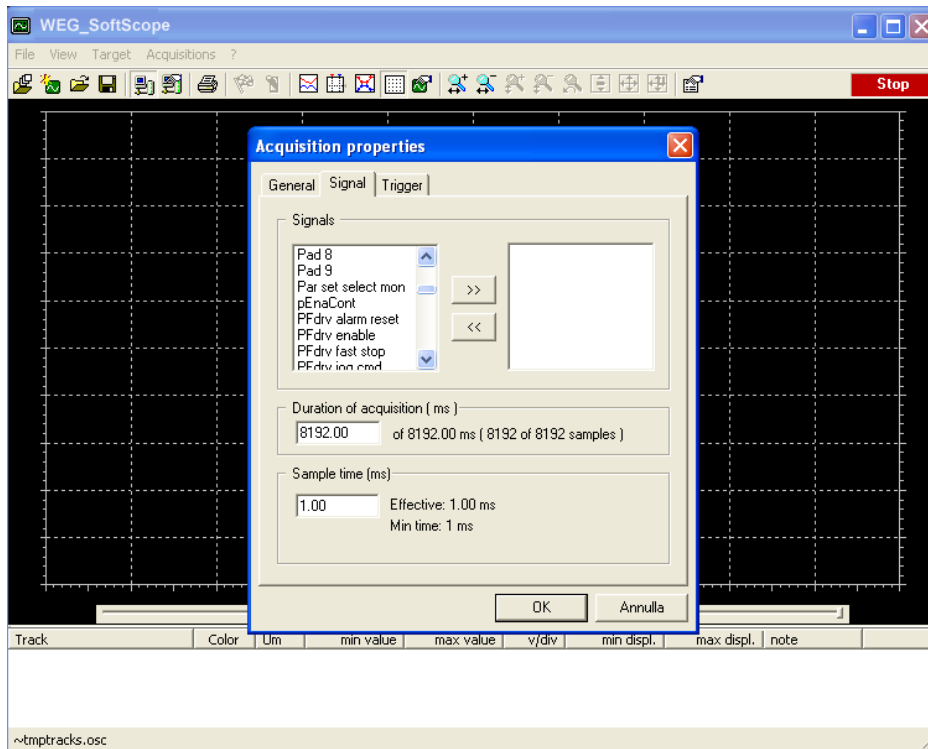 WEG_SoftScope
File View Target Acquisitions ?
Stop
Acquisition properties
General Signal Trigger
Signals
Pad 8
Pad 9
Par set select mon
pEnaCont
PFdrv alarm reset
PFdrv enable
PFdrv fast stop
PFdrv jog cmd
>>
<<
Duration of acquisition ( ms )
8192.00 of 8192.00 ms ( 8192 of 8192 samples )
Sample time (ms)
1.00 Effective: 1.00 ms
Min time: 1 ms
OK Annulla
Track Color Um min value max value v/div min displ. max displ. note
~tmptracks.osc